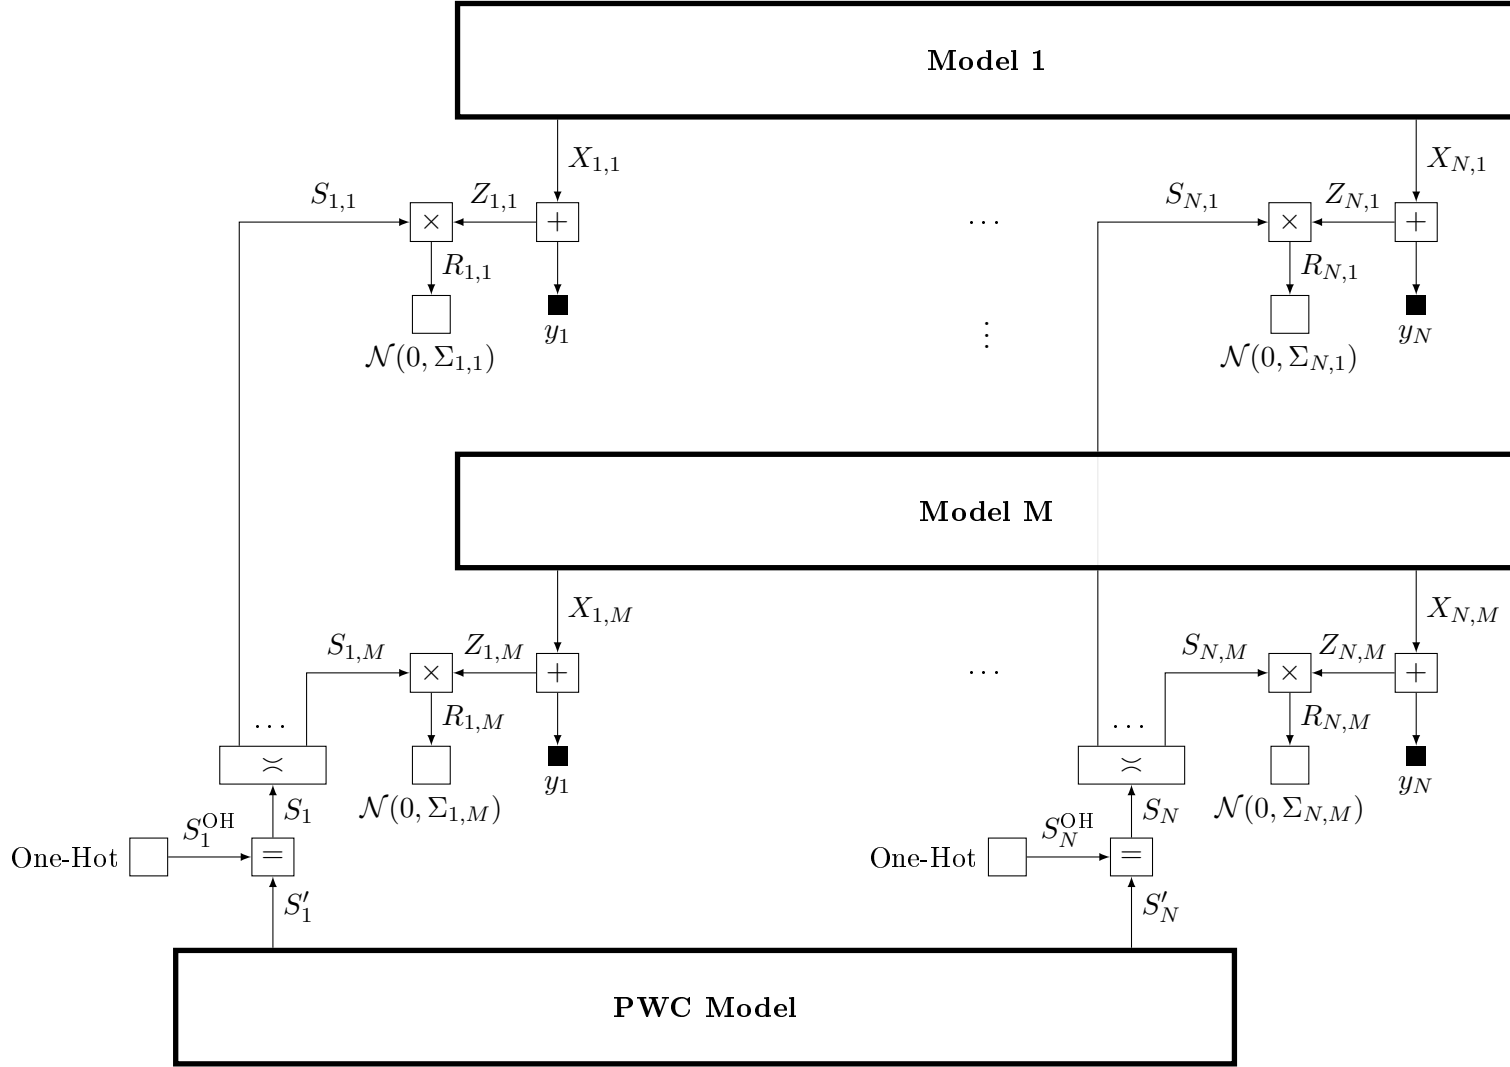 Model 1
X_{1,1} X_{N,1}
S_{1,1} Z_{1,1} S_{N,1} Z_{N,1}
× + ⋯ × +
R_{1,1} R_{N,1}
⋮
y_1 y_N
𝒩(0, Σ_{1,1}) 𝒩(0, Σ_{N,1})
Model M
X_{1,M} X_{N,M}
S_{1,M} Z_{1,M} S_{N,M} Z_{N,M}
× + ⋯ × +
⋯ R_{1,M} ⋯ R_{N,M}
≍ ≍
y_1 y_N
S_1 𝒩(0, Σ_{1,M}) S_N 𝒩(0, Σ_{N,M})
S_1^{OH} S_N^{OH}
One-Hot = One-Hot =
S′_1 S′_N
PWC Model